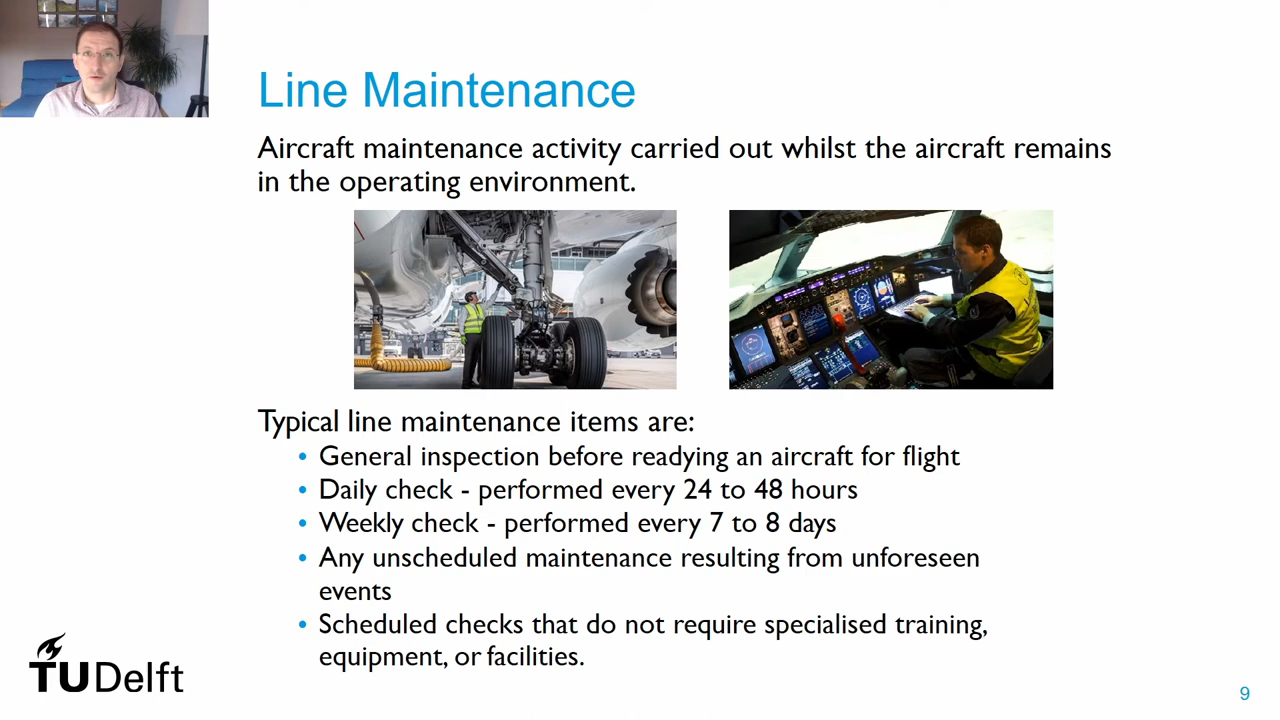 Line Maintenance
Aircraft maintenance activity carried out whilst the aircraft remains
in the operating environment.
Typical line maintenance items are:
• General inspection before readying an aircraft for flight
• Daily check - performed every 24 to 48 hours
• Weekly check - performed every 7 to 8 days
• Any unscheduled maintenance resulting from unforeseen
events
• Scheduled checks that do not require specialised training,
equipment, or facilities.
TU Delft
9